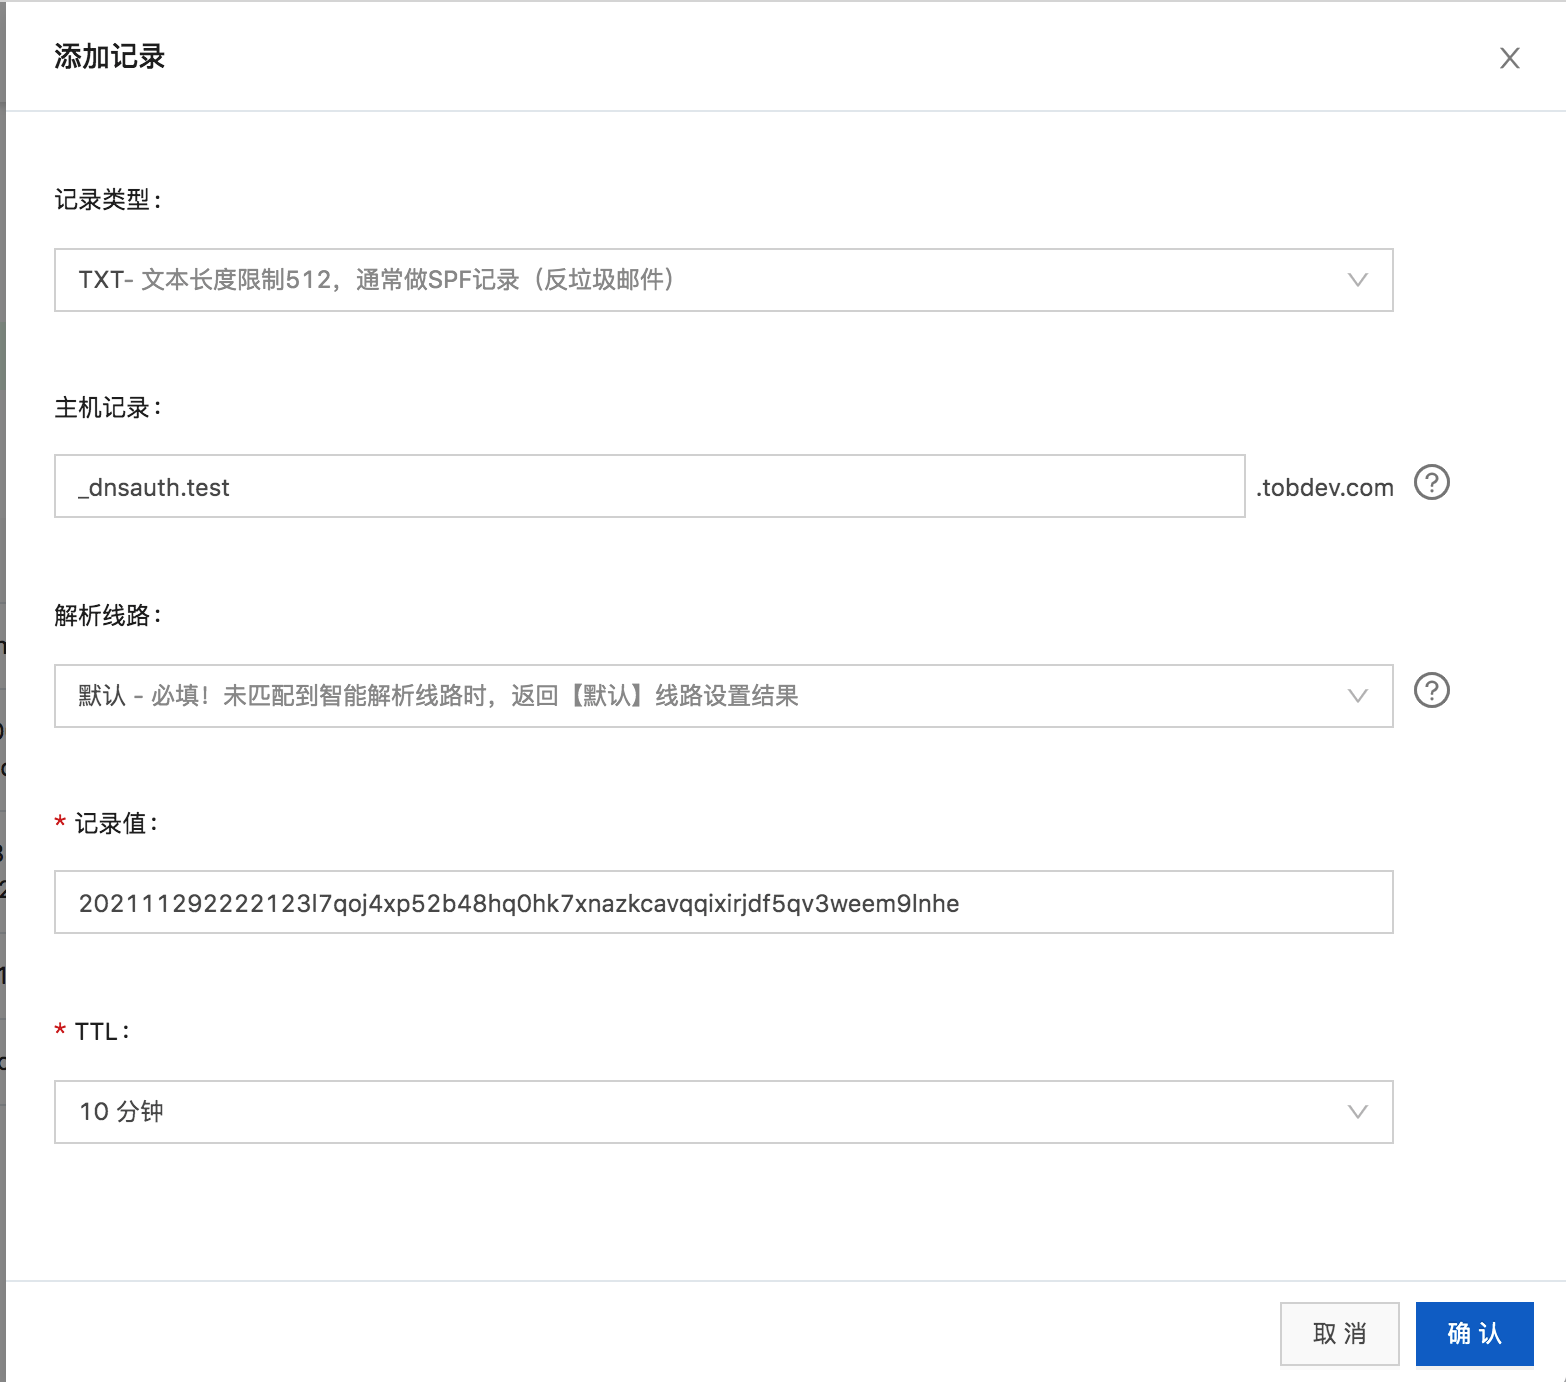 添加记录
记录类型：
TXT- 文本长度限制512，通常做SPF记录（反垃圾邮件）
主机记录：
_dnsauth.test .tobdev.com
解析线路：
默认 - 必填！未匹配到智能解析线路时，返回【默认】线路设置结果
* 记录值：
202111292222123l7qoj4xp52b48hq0hk7xnazkcavqqixirjdf5qv3weem9lnhe
* TTL：
10 分钟
取 消 确 认